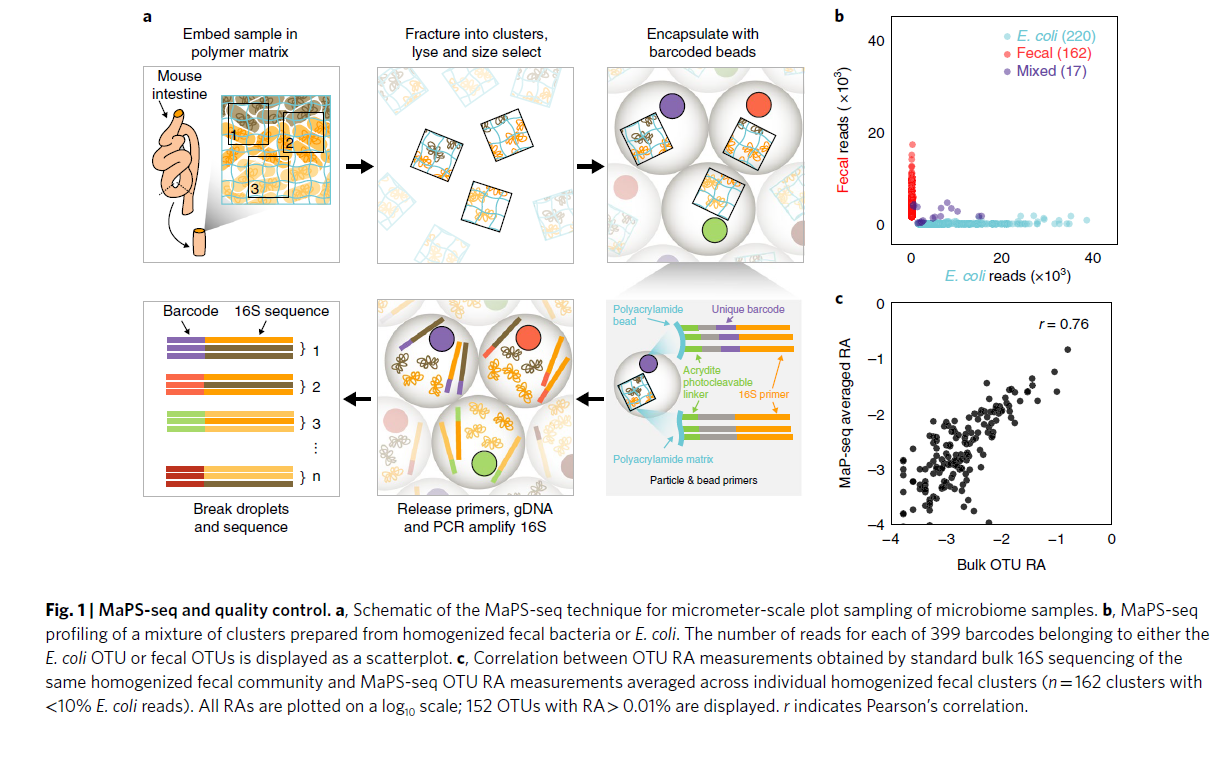 a
Embed sample in
polymer matrix
Mouse
intestine
1
2
3
Fracture into clusters,
lyse and size select
Encapsulate with
barcoded beads
Barcode 16S sequence
1
2
3
⋮
n
Break droplets
and sequence
Release primers, gDNA
and PCR amplify 16S
Polyacrylamide
bead
Unique barcode
Acrydite
photocleavable
linker
16S primer
Polyacrylamide matrix
Particle & bead primers
b
Fecal reads (×10³)
40
20
0
E. coli (220)
Fecal (162)
Mixed (17)
0 20 40
E. coli reads (×10³)
c
MaP-seq averaged RA
0
−1
−2
−3
−4
r = 0.76
−4 −3 −2 −1 0
Bulk OTU RA
Fig. 1 | MaPS-seq and quality control. a, Schematic of the MaPS-seq technique for micrometer-scale plot sampling of microbiome samples. b, MaPS-seq
profiling of a mixture of clusters prepared from homogenized fecal bacteria or E. coli. The number of reads for each of 399 barcodes belonging to either the
E. coli OTU or fecal OTUs is displayed as a scatterplot. c, Correlation between OTU RA measurements obtained by standard bulk 16S sequencing of the
same homogenized fecal community and MaPS-seq OTU RA measurements averaged across individual homogenized fecal clusters (n = 162 clusters with
<10% E. coli reads). All RAs are plotted on a log₁₀ scale; 152 OTUs with RA > 0.01% are displayed. r indicates Pearson's correlation.